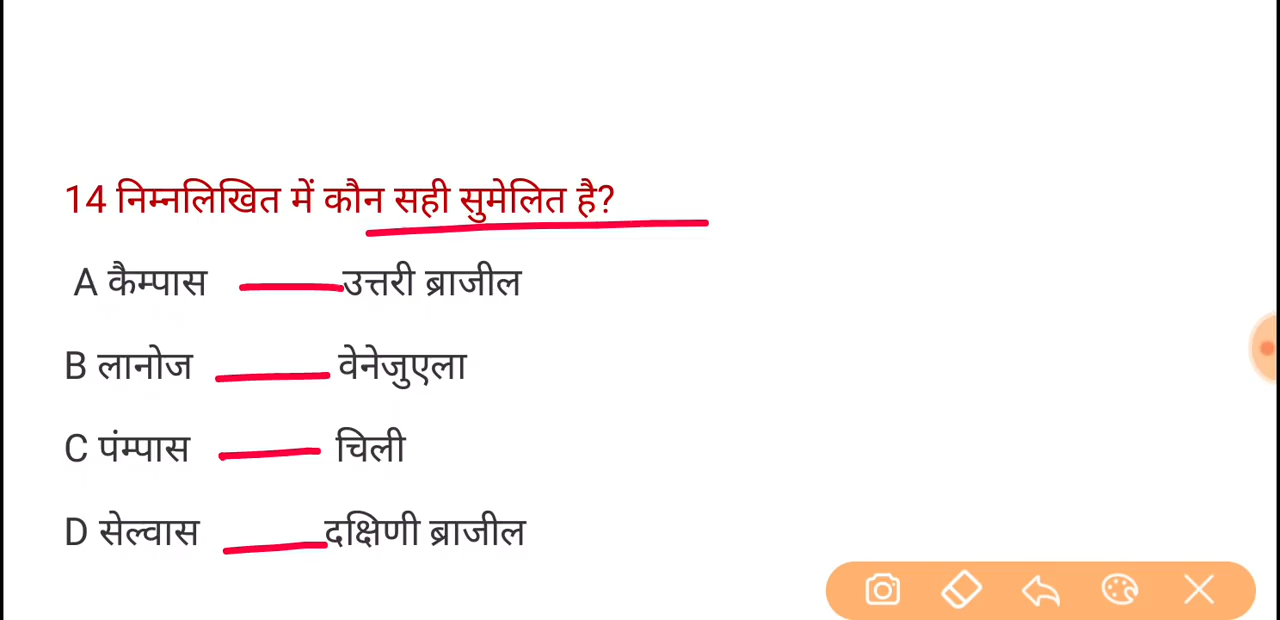 14 निम्नलिखित में कौन सही सुमेलित है?
A कैम्पास उत्तरी ब्राजील
B लानोज वेनेजुएला
C पंम्पास चिली
D सेल्वास दक्षिणी ब्राजील